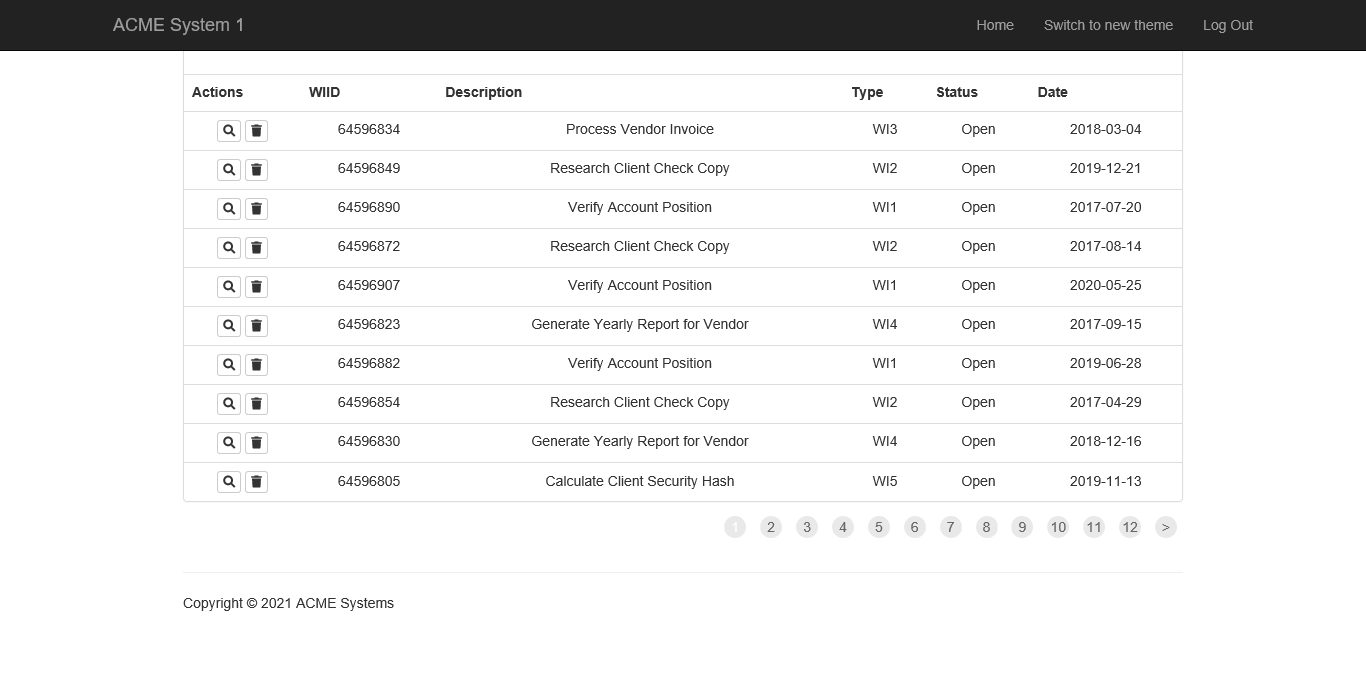 ACME System 1 Home Switch to new theme Log Out
Actions WIID Description Type Status Date
64596834 Process Vendor Invoice WI3 Open 2018-03-04
64596849 Research Client Check Copy WI2 Open 2019-12-21
64596890 Verify Account Position WI1 Open 2017-07-20
64596872 Research Client Check Copy WI2 Open 2017-08-14
64596907 Verify Account Position WI1 Open 2020-05-25
64596823 Generate Yearly Report for Vendor WI4 Open 2017-09-15
64596882 Verify Account Position WI1 Open 2019-06-28
64596854 Research Client Check Copy WI2 Open 2017-04-29
64596830 Generate Yearly Report for Vendor WI4 Open 2018-12-16
64596805 Calculate Client Security Hash WI5 Open 2019-11-13
1 2 3 4 5 6 7 8 9 10 11 12 >
Copyright © 2021 ACME Systems